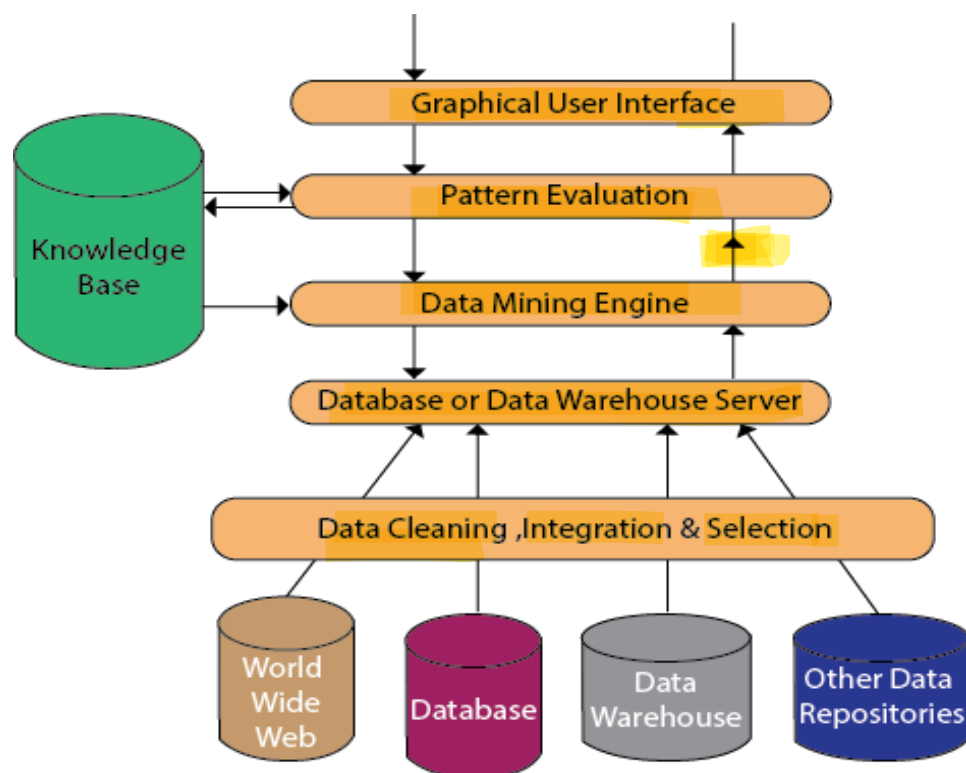 Graphical User Interface
Pattern Evaluation
Knowledge
Base
Data Mining Engine
Database or Data Warehouse Server
Data Cleaning ,Integration & Selection
World
Wide
Web
Database
Data
Warehouse
Other Data
Repositories